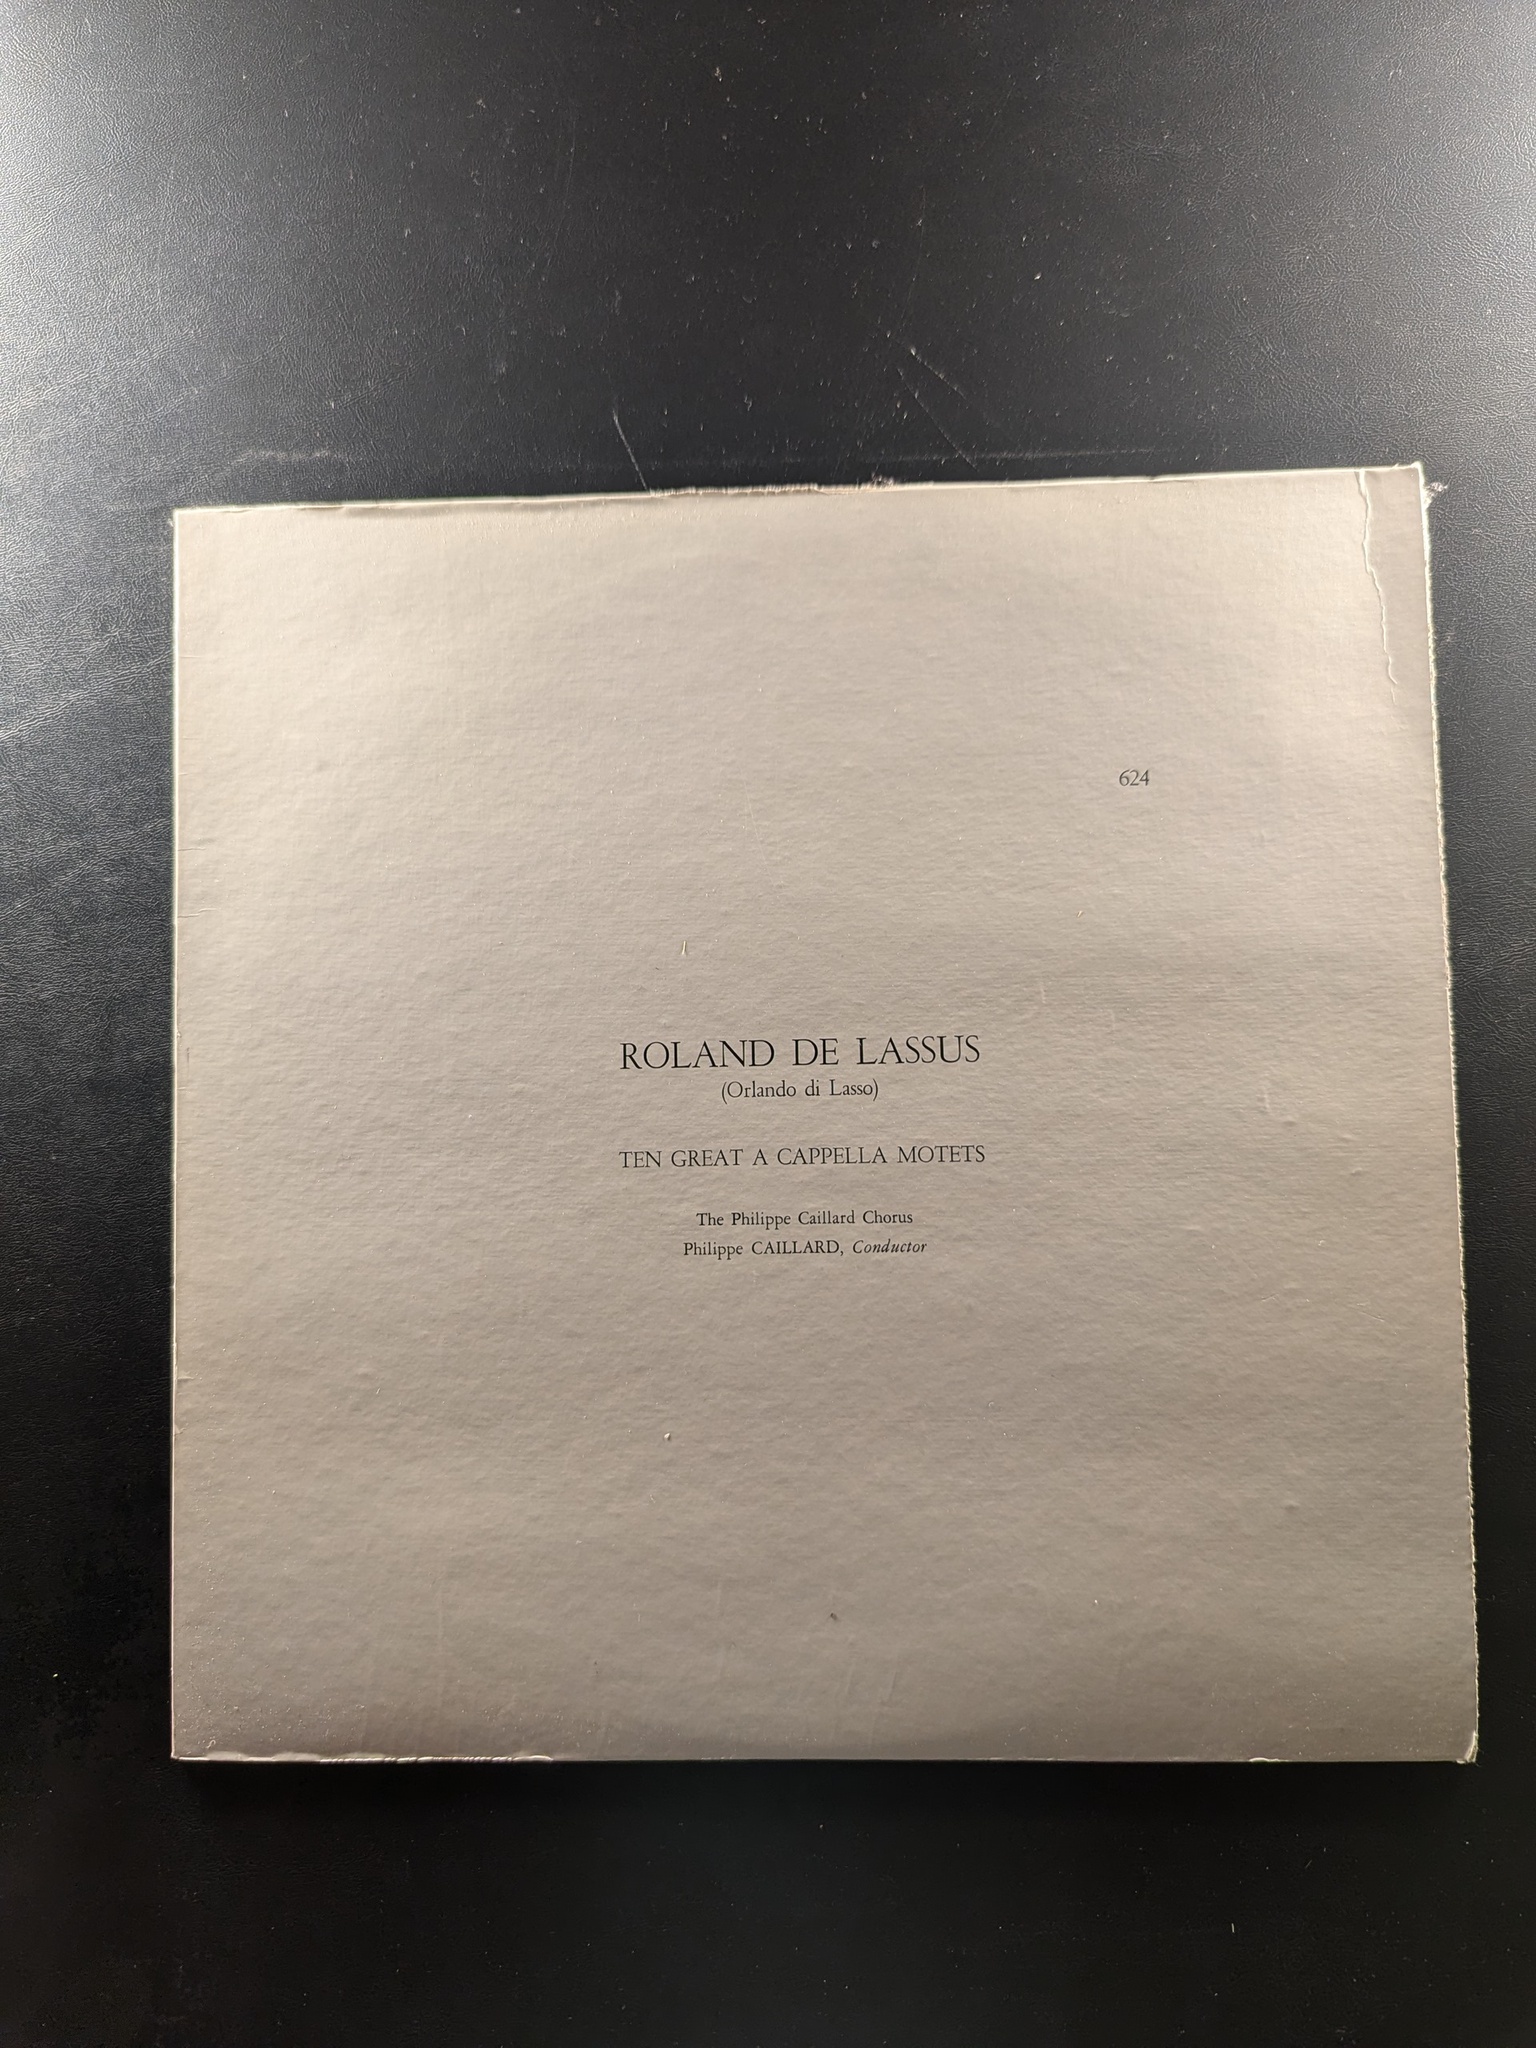 624
ROLAND DE LASSUS
(Orlando di Lasso)
TEN GREAT A CAPPELLA MOTETS
The Philippe Caillard Chorus
Philippe CAILLARD, Conductor